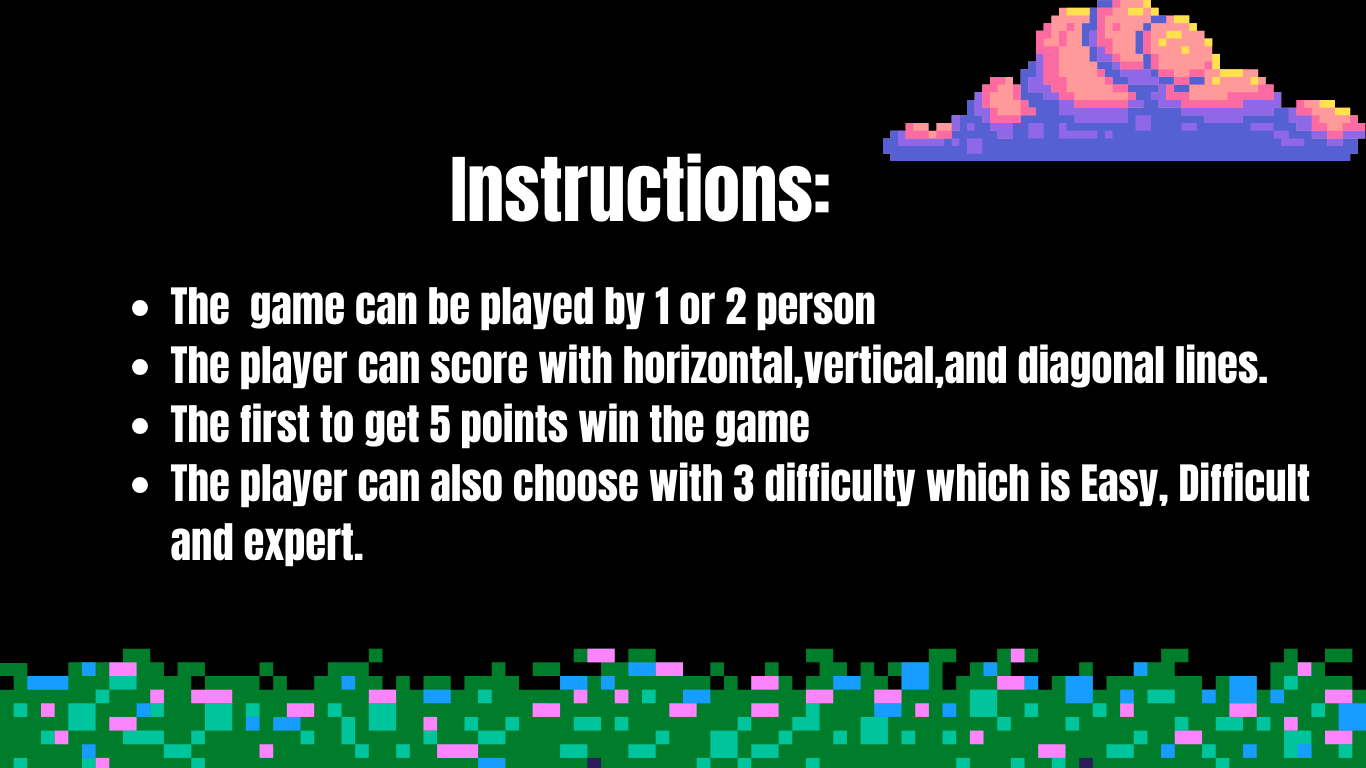 Instructions:
• The  game can be played by 1 or 2 person
• The player can score with horizontal,vertical,and diagonal lines.
• The first to get 5 points win the game
• The player can also choose with 3 difficulty which is Easy, Difficult
and expert.